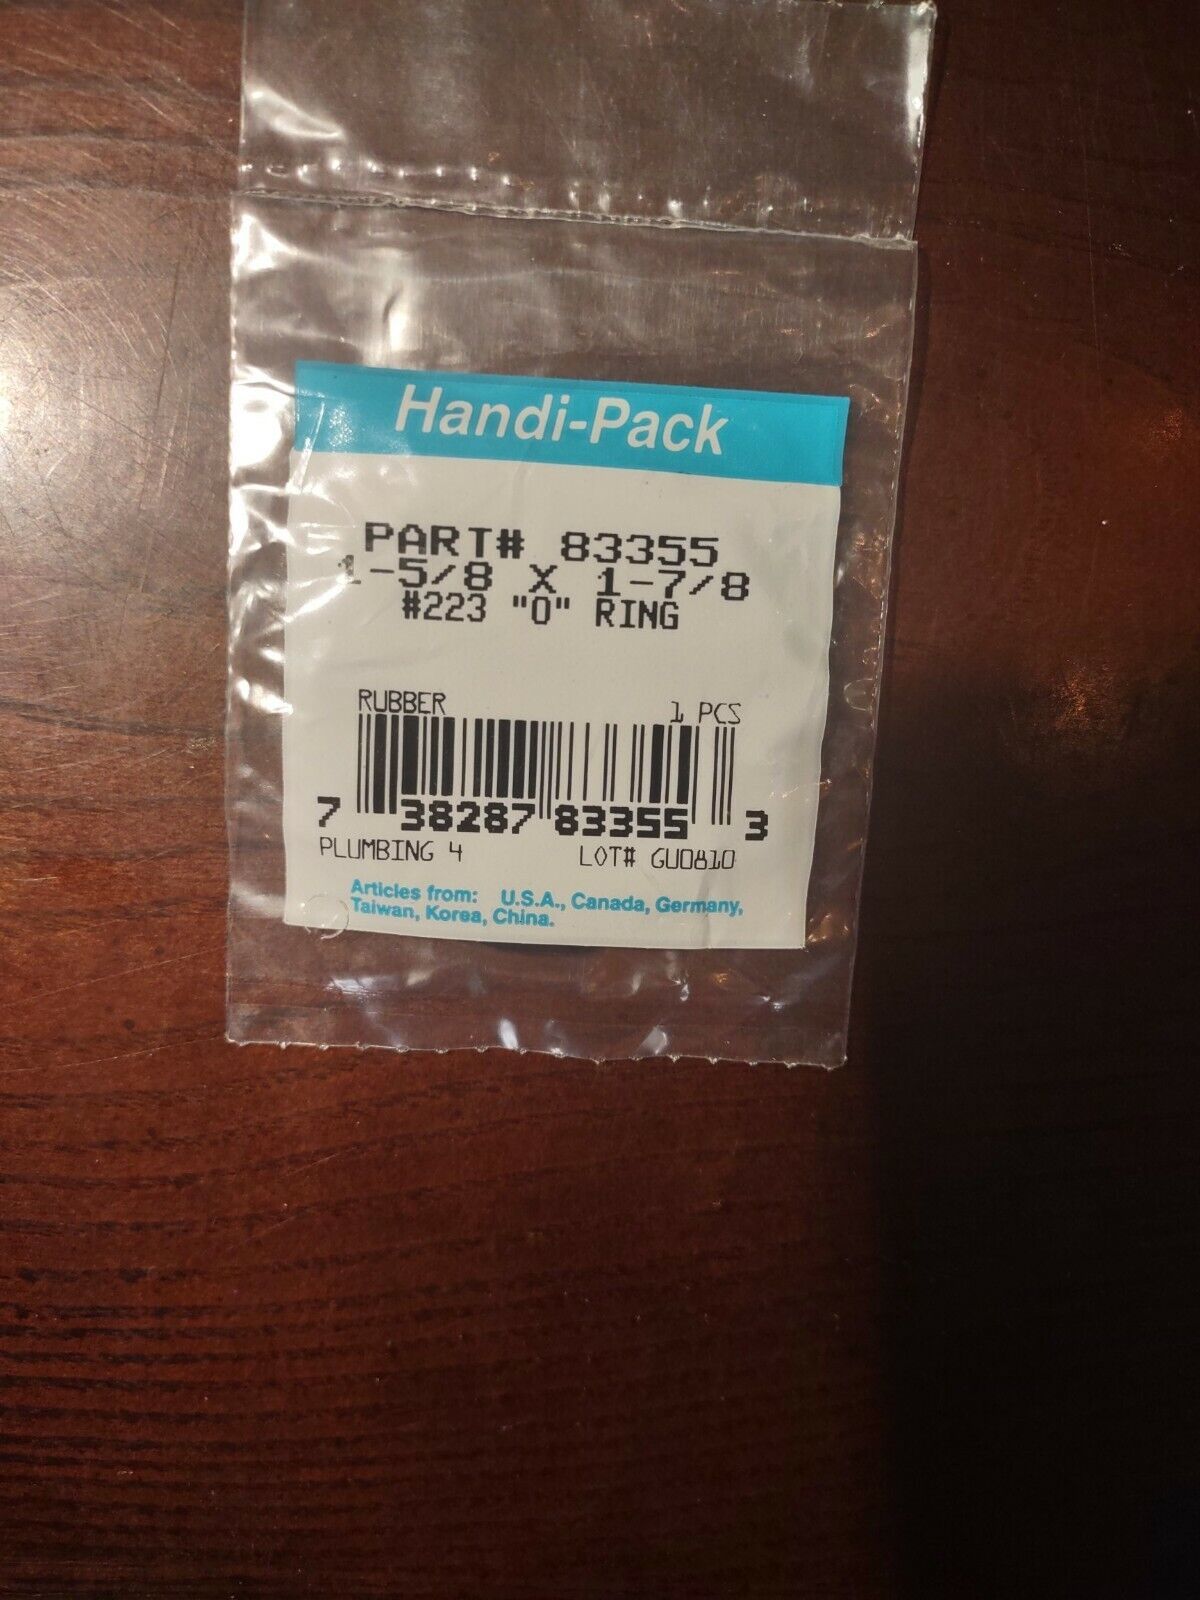 Handi-Pack
PART# 83355
1-5/8 X 1-7/8
#223 "O" RING
RUBBER 1 PCS
7 38287 83355 3
PLUMBING 4 LOT# GU0810
Articles from: U.S.A., Canada, Germany,
Taiwan, Korea, China.